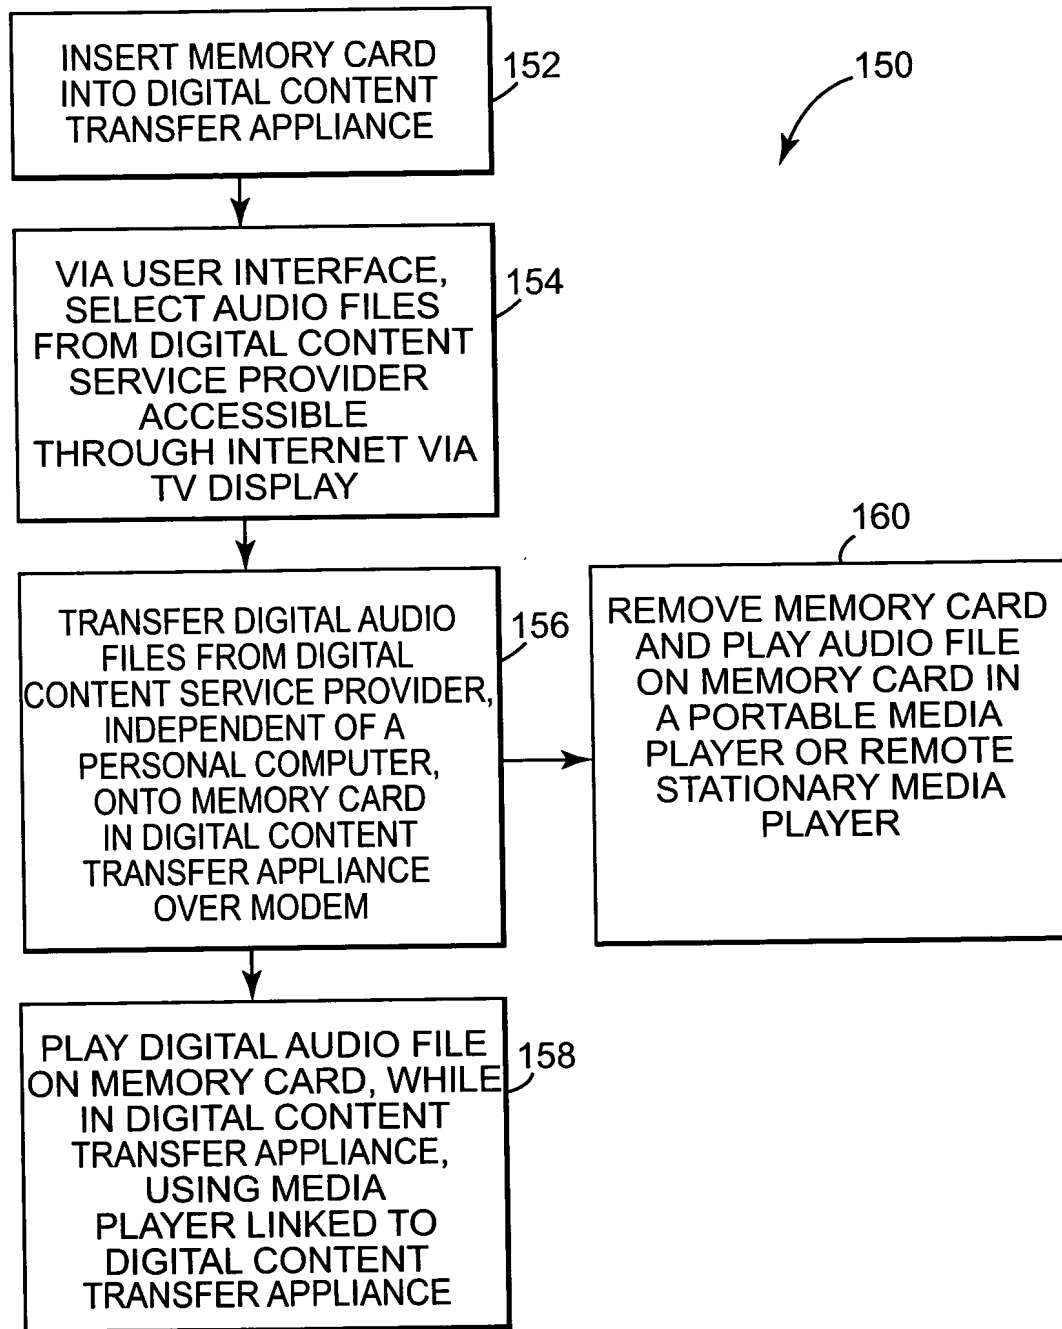 INSERT MEMORY CARD
INTO DIGITAL CONTENT
TRANSFER APPLIANCE
152
150
VIA USER INTERFACE,
SELECT AUDIO FILES
FROM DIGITAL CONTENT
SERVICE PROVIDER
ACCESSIBLE
THROUGH INTERNET VIA
TV DISPLAY
154
TRANSFER DIGITAL AUDIO
FILES FROM DIGITAL
CONTENT SERVICE PROVIDER,
INDEPENDENT OF A
PERSONAL COMPUTER,
ONTO MEMORY CARD
IN DIGITAL CONTENT
TRANSFER APPLIANCE
OVER MODEM
156
160
REMOVE MEMORY CARD
AND PLAY AUDIO FILE
ON MEMORY CARD IN
A PORTABLE MEDIA
PLAYER OR REMOTE
STATIONARY MEDIA
PLAYER
PLAY DIGITAL AUDIO FILE
ON MEMORY CARD, WHILE
IN DIGITAL CONTENT
TRANSFER APPLIANCE,
USING MEDIA
PLAYER LINKED TO
DIGITAL CONTENT
TRANSFER APPLIANCE
158